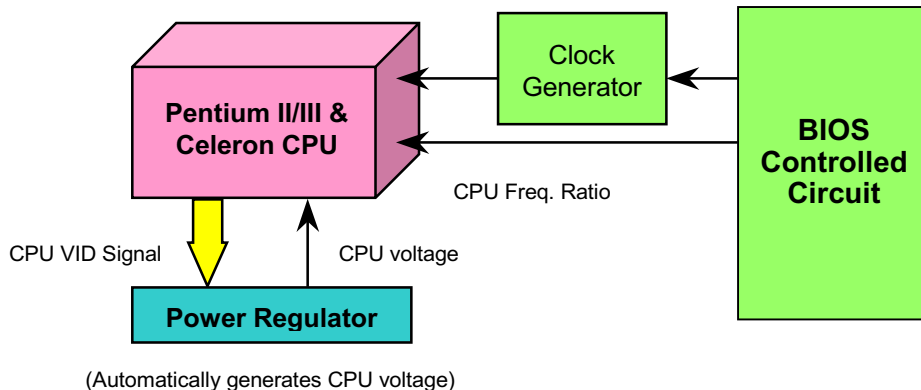 Pentium II/III &
Celeron CPU
Clock
Generator
BIOS
Controlled
Circuit
CPU Freq. Ratio
CPU VID Signal
CPU voltage
Power Regulator
(Automatically generates CPU voltage)